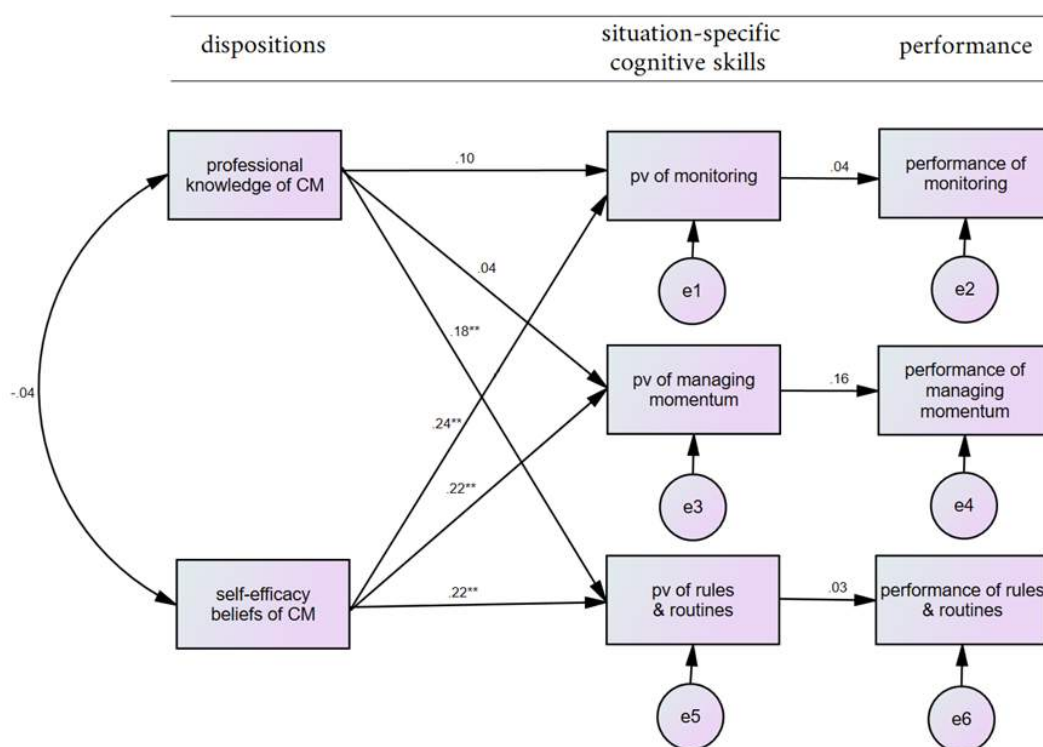 dispositions
situation-specific
cognitive skills
performance
professional
knowledge of CM
.10
pv of monitoring
.04
performance of
monitoring
e1
e2
.04
.18**
-.04
pv of managing
momentum
.16
performance of
managing
momentum
.24**
.22**
e3
e4
self-efficacy
beliefs of CM
.22**
pv of rules
& routines
.03
performance of rules
& routines
e5
e6